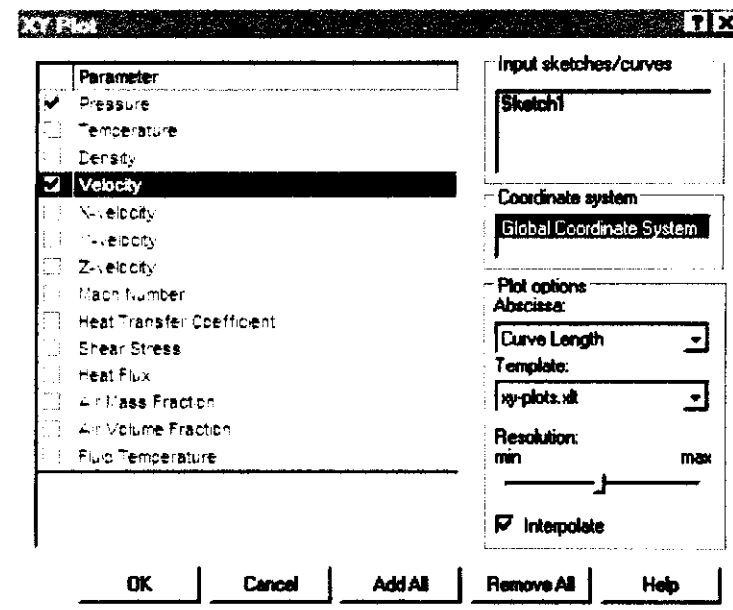 XY Plot
Parameter
Pressure
Temperature
Density
Velocity
X-velocity
Y-velocity
Z-velocity
Mach Number
Heat Transfer Coefficient
Shear Stress
Heat Flux
Air Mass Fraction
Air Volume Fraction
Fluid Temperature
Input sketches/curves
Sketch1
Coordinate system
Global Coordinate System
Plot options
Abscissa:
Curve Length
Template:
xy-plots.xlt
Resolution:
min max
Interpolate
OK Cancel Add All Remove All Help